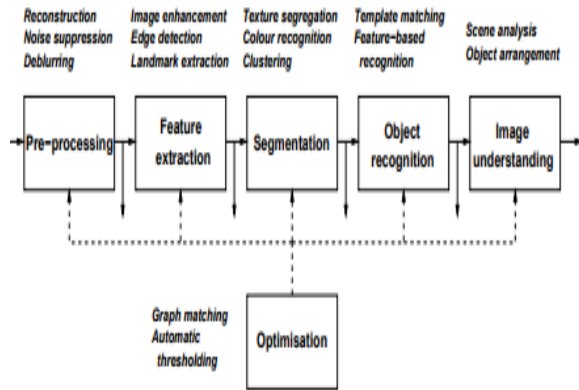 Reconstruction
Noise suppression
Deblurring
Image enhancement
Edge detection
Landmark extraction
Texture segregation
Colour recognition
Clustering
Template matching
Feature-based
recognition
Scene analysis
Object arrangement
Pre-processing
Feature
extraction
Segmentation
Object
recognition
Image
understanding
Graph matching
Automatic
thresholding
Optimisation